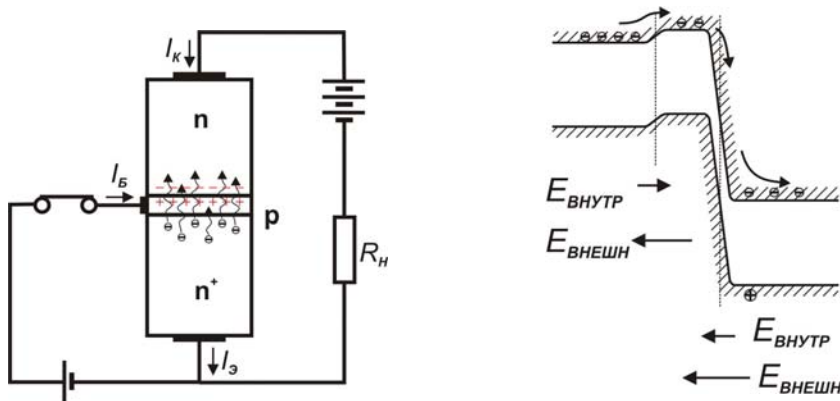 I_К
n
I_Б
p
R_Н
n⁺
I_Э
E_ВНУТР
E_ВНЕШН
E_ВНУТР
E_ВНЕШН